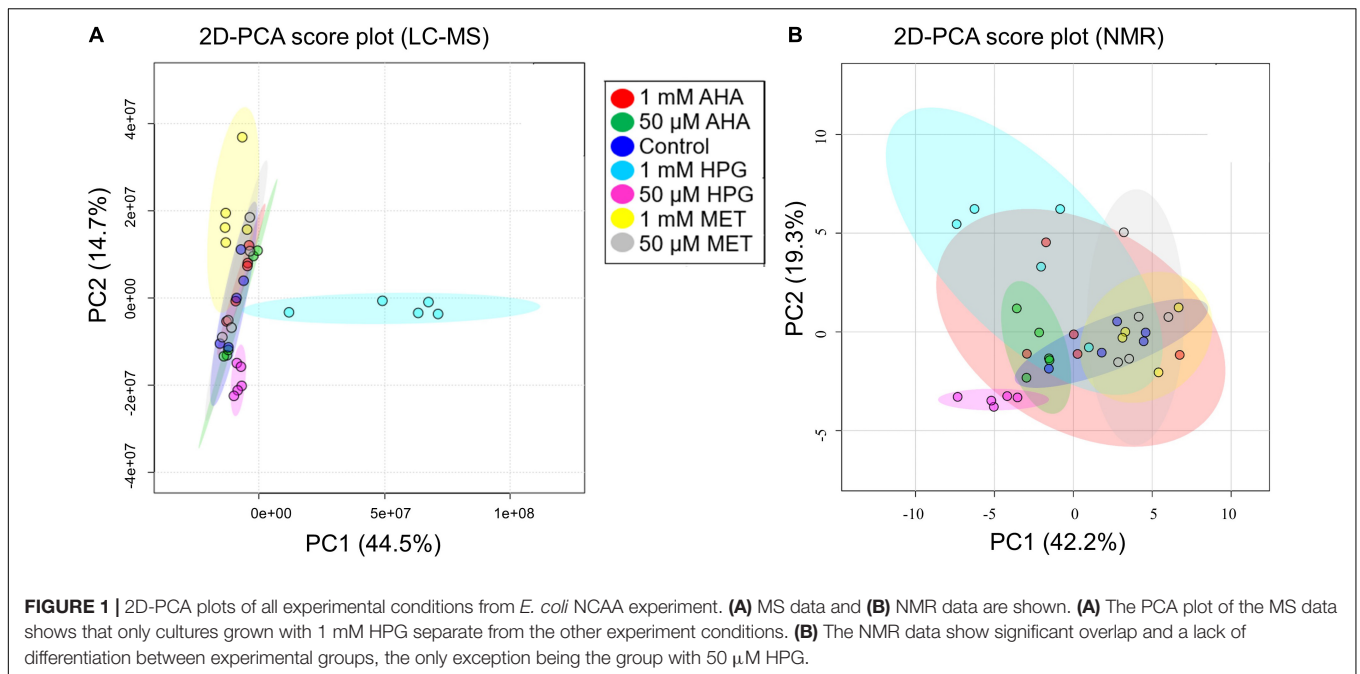 A
2D-PCA score plot (LC-MS)
PC2 (14.7%)
4e+07
2e+07
0e+00
-2e+07
-4e+07
0e+00 5e+07 1e+08
PC1 (44.5%)
1 mM AHA
50 µM AHA
Control
1 mM HPG
50 µM HPG
1 mM MET
50 µM MET
B
2D-PCA score plot (NMR)
PC2 (19.3%)
10
5
0
-5
-10 -5 0 5 10
PC1 (42.2%)
FIGURE 1 | 2D-PCA plots of all experimental conditions from E. coli NCAA experiment. (A) MS data and (B) NMR data are shown. (A) The PCA plot of the MS data
shows that only cultures grown with 1 mM HPG separate from the other experiment conditions. (B) The NMR data show significant overlap and a lack of
differentiation between experimental groups, the only exception being the group with 50 µM HPG.